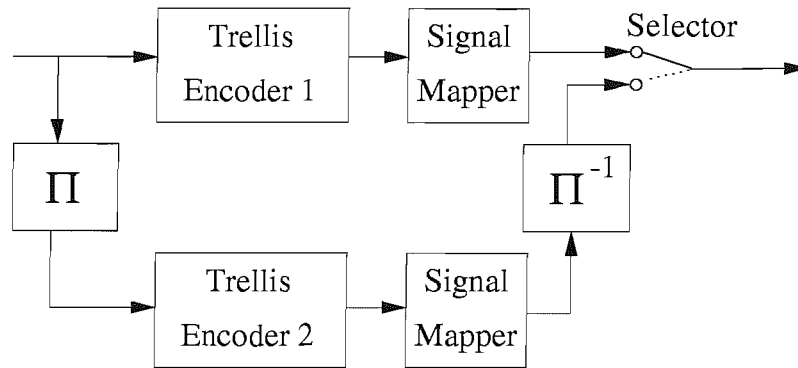 Trellis
Encoder 1
Signal
Mapper
Selector
Π
Π⁻¹
Trellis
Encoder 2
Signal
Mapper